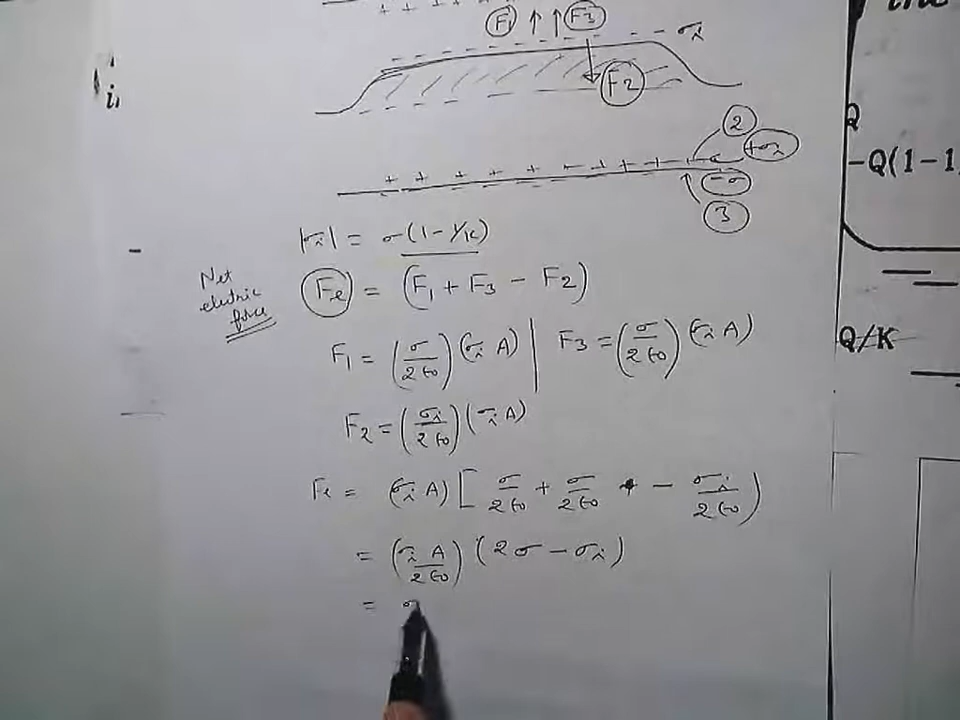 + + + + + +
F₁ ↑ ↑ F3
- - - - - - σi
F2
2
+ + + + + - + + + +σi
-σ
3
|σi| = σ(1-1/K)
Net electric force Fe = (F₁ + F3 - F2)
F₁ = (σ/2ε0)(σi A) | F3 = (σ/2ε0)(σi A)
F2 = (σi/2ε0)(σi A)
Fe = (σi A)[σ/2ε0 + σ/2ε0 - σi/2ε0)
= (σi A/2ε0)(2σ-σi)
= σ
i,
Q
-Q(1-1
Q/K